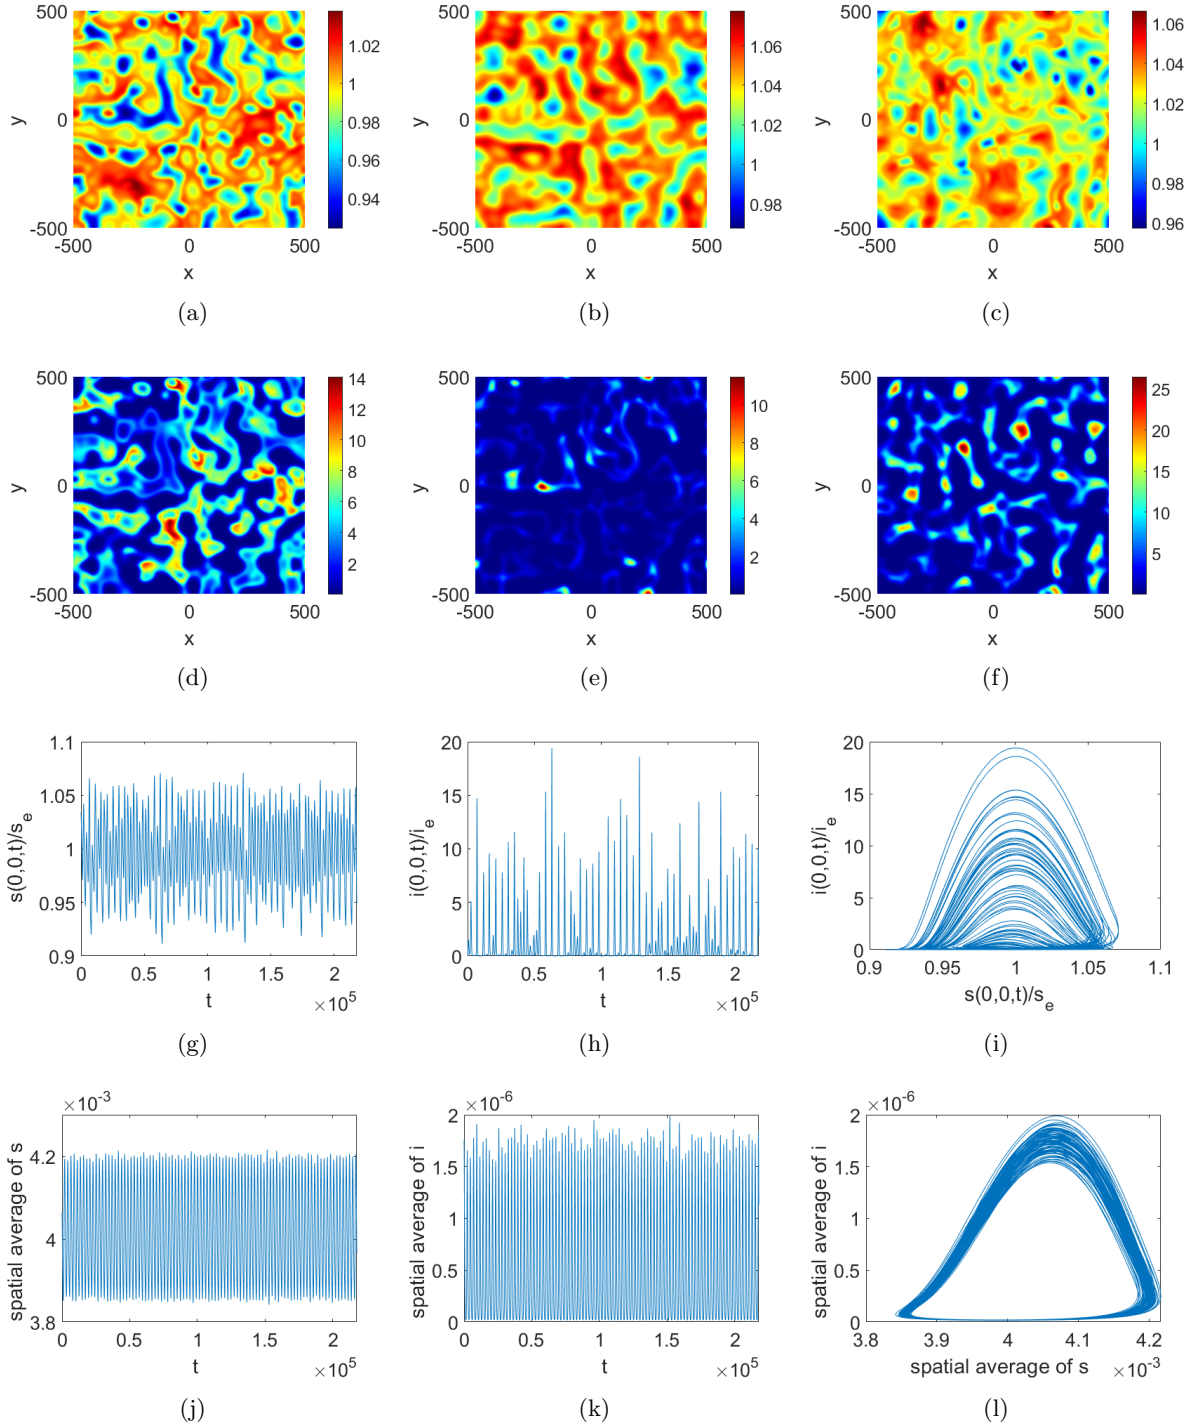 500
0
-500
y
-500 0 500
x
1.02
1
0.98
0.96
0.94
(a)
500
0
-500
y
-500 0 500
x
1.06
1.04
1.02
1
0.98
(b)
500
0
-500
y
-500 0 500
x
1.06
1.04
1.02
1
0.98
0.96
(c)
500
0
-500
y
-500 0 500
x
14
12
10
8
6
4
2
(d)
500
0
-500
y
-500 0 500
x
10
8
6
4
2
(e)
500
0
-500
y
-500 0 500
x
25
20
15
10
5
(f)
1.1
1.05
1
0.95
0.9
s(0,0,t)/s_e
0 0.5 1 1.5 2
t
×10^5
(g)
20
15
10
5
0
i(0,0,t)/i_e
0 0.5 1 1.5 2
t
×10^5
(h)
20
15
10
5
0
i(0,0,t)/i_e
0.9 0.95 1 1.05 1.1
s(0,0,t)/s_e
(i)
×10^-3
4.2
4
3.8
spatial average of s
0 0.5 1 1.5 2
t
×10^5
(j)
×10^-6
2
1.5
1
0.5
0
spatial average of i
0 0.5 1 1.5 2
t
×10^5
(k)
×10^-6
2
1.5
1
0.5
0
spatial average of i
3.8 3.9 4 4.1 4.2
spatial average of s
×10^-3
(l)